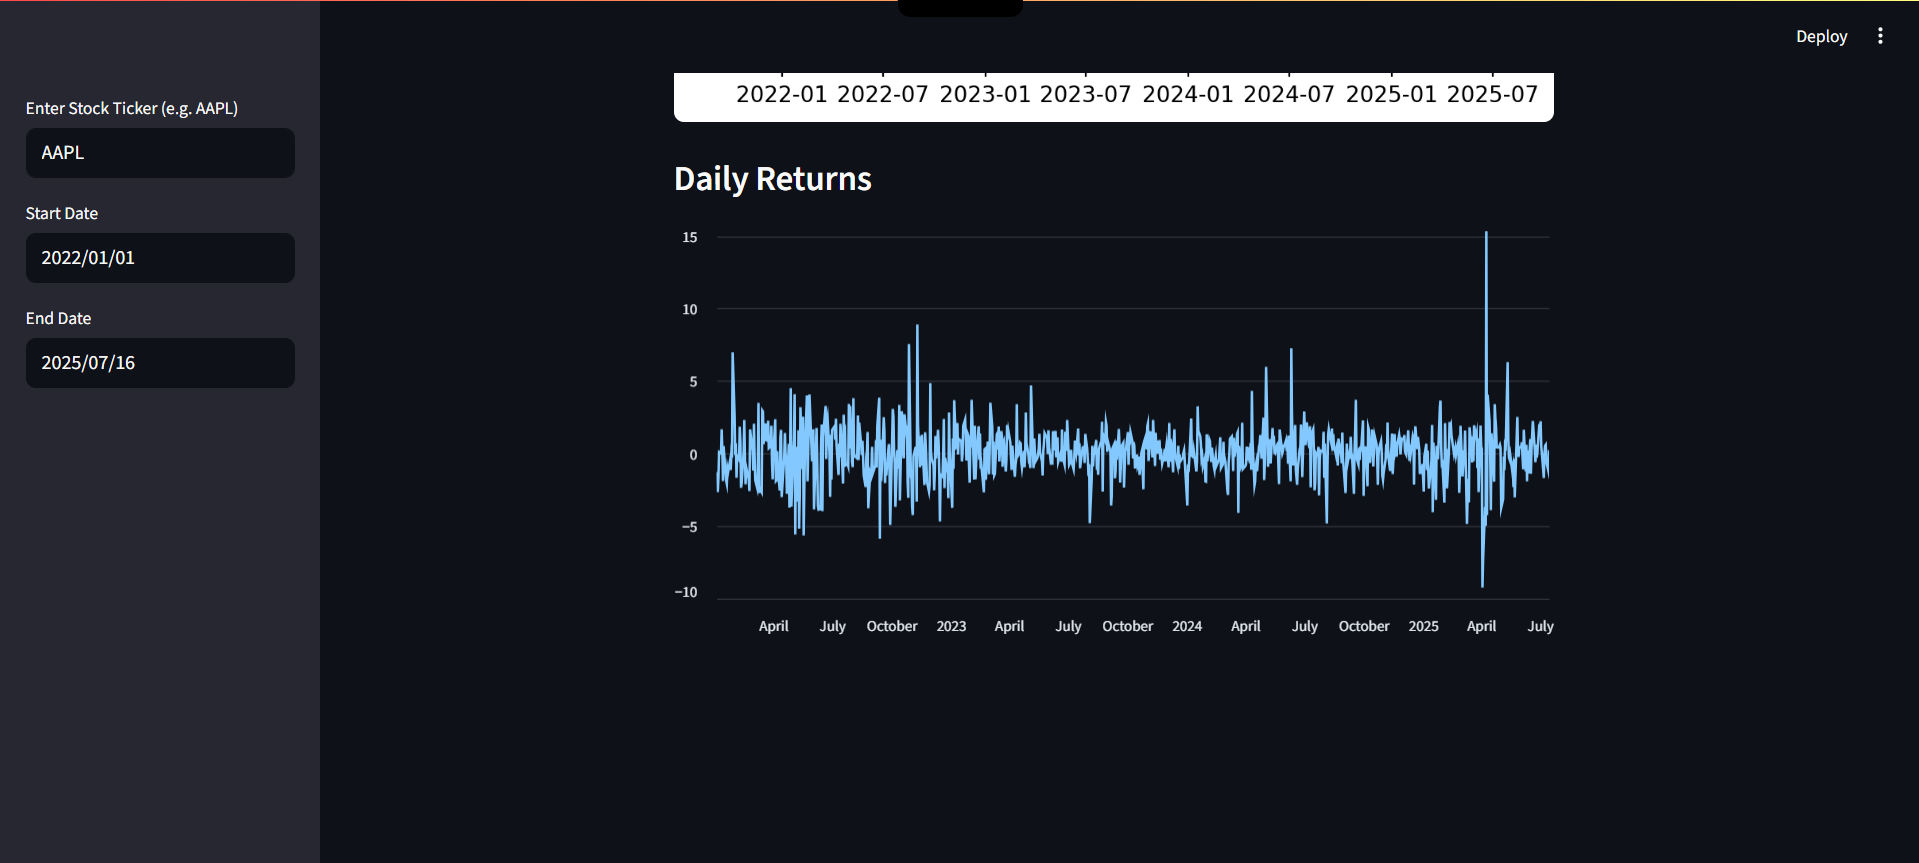 Deploy
Enter Stock Ticker (e.g. AAPL)
AAPL
Start Date
2022/01/01
End Date
2025/07/16
2022-01 2022-07 2023-01 2023-07 2024-01 2024-07 2025-01 2025-07
Daily Returns
15
10
5
0
−5
−10
April July October 2023 April July October 2024 April July October 2025 April July